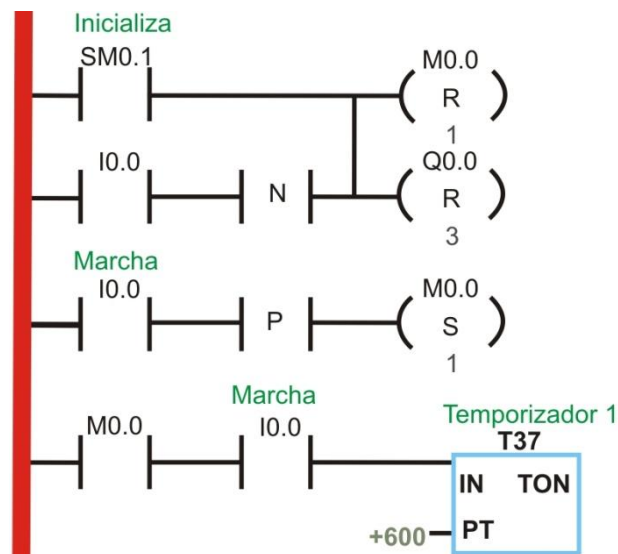 Inicializa
SM0.1
M0.0
R
1
I0.0
N
Q0.0
R
3
Marcha
I0.0
P
M0.0
S
1
M0.0
Marcha
I0.0
Temporizador 1
T37
IN TON
+600 PT